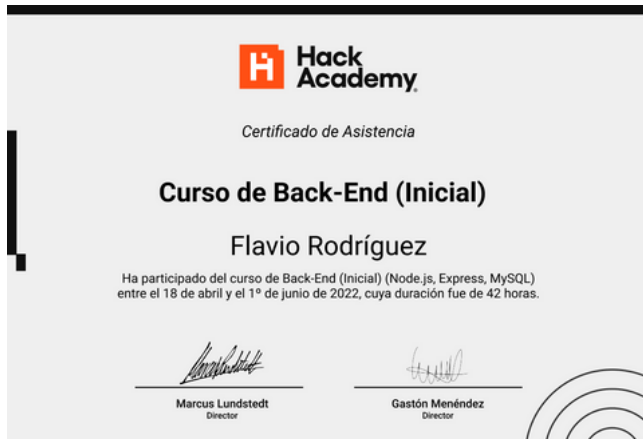 Hack
Academy
Certificado de Asistencia
Curso de Back-End (Inicial)
Flavio Rodríguez
Ha participado del curso de Back-End (Inicial) (Node.js, Express, MySQL)
entre el 18 de abril y el 1º de junio de 2022, cuya duración fue de 42 horas.
Marcus Lundstedt
Director
Gastón Menéndez
Director